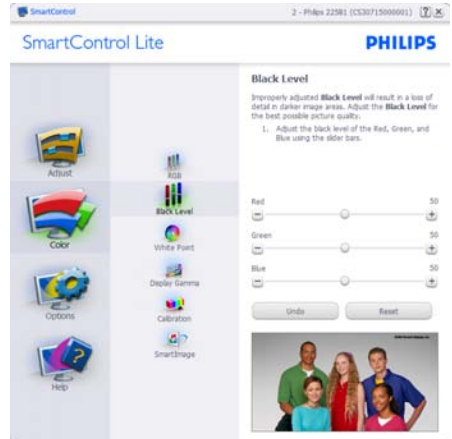 SmartControl
2 - Philips 225B1 (CS30715000001)
SmartControl Lite
PHILIPS
Adjust
Color
Options
Help
RGB
Black Level
White Point
Display Gamma
Calibration
SmartImage
Black Level
Improperly adjusted Black Level will result in a loss of
detail in darker image areas. Adjust the Black Level for
the best possible picture quality.
1. Adjust the black level of the Red, Green, and
Blue using the slider bars.
Red 50
Green 50
Blue 50
Undo
Reset